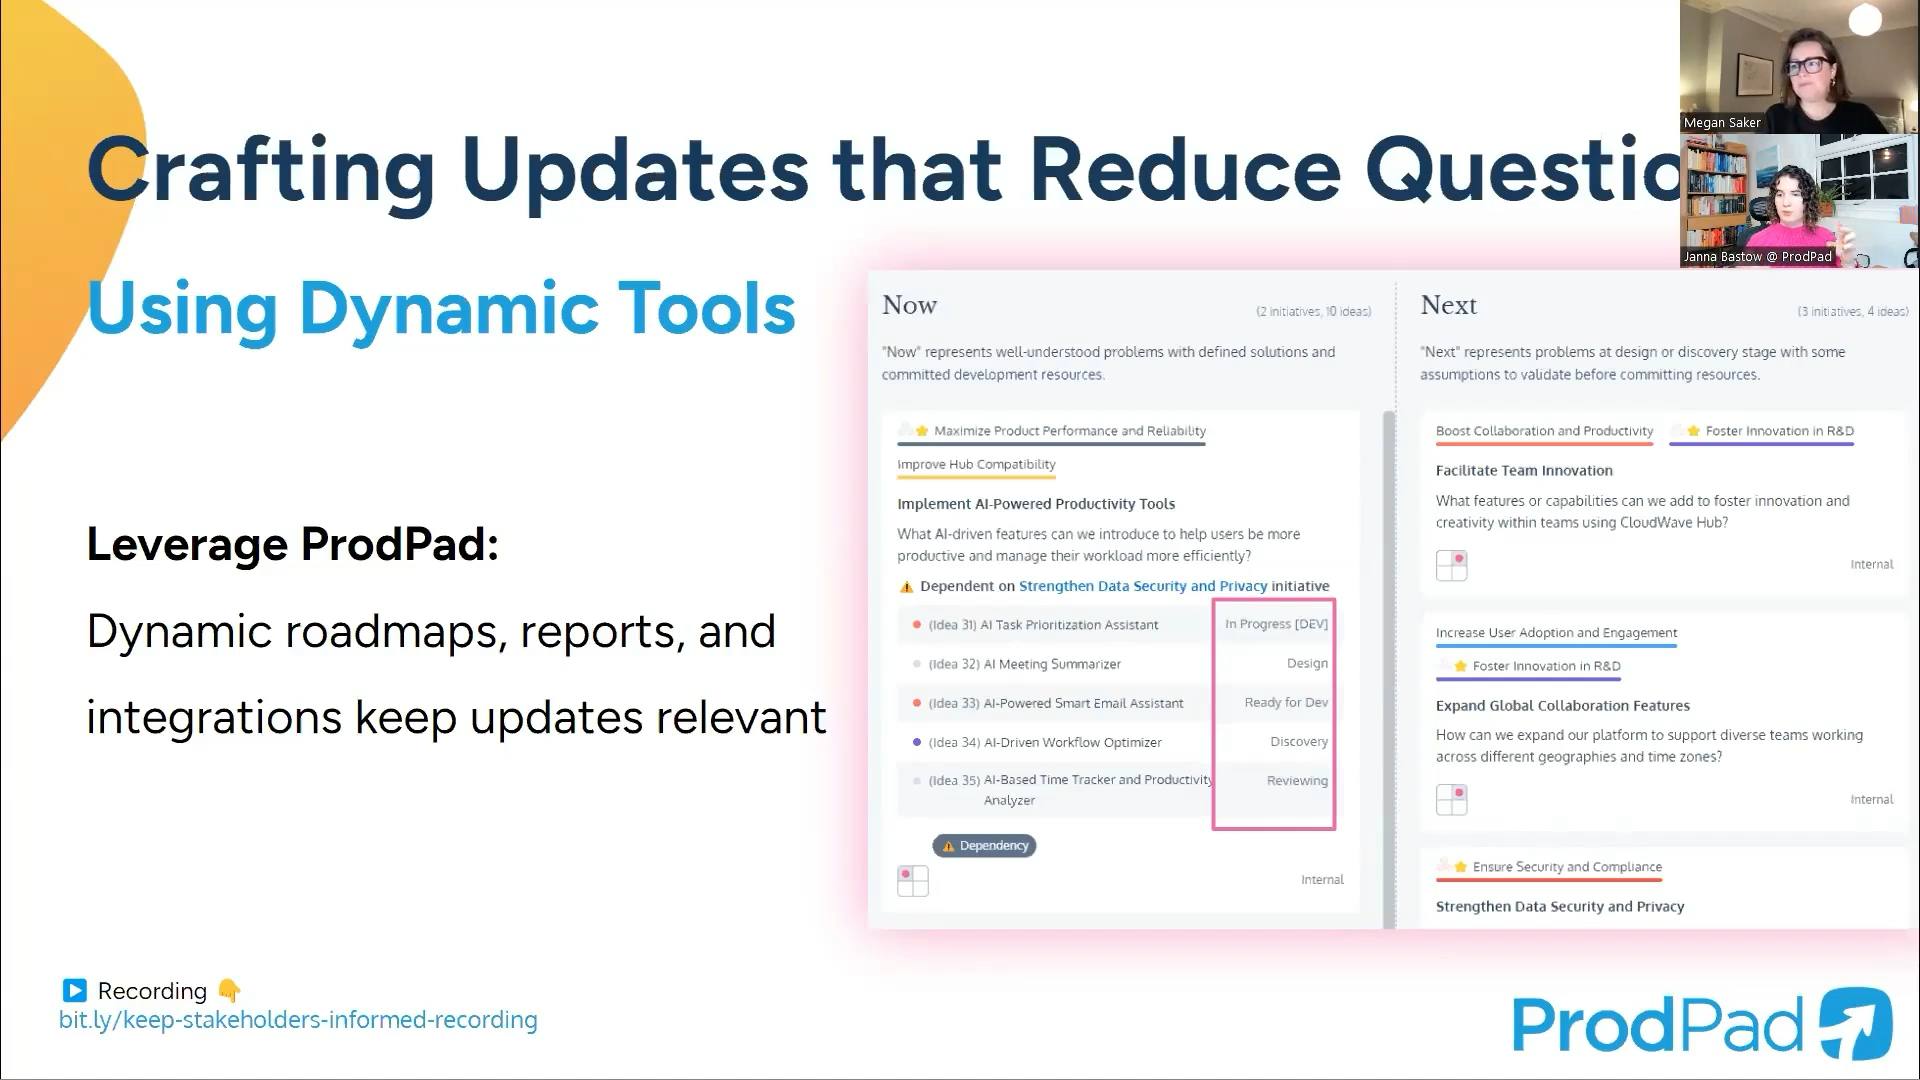 Crafting Updates that Reduce Questio
Using Dynamic Tools
Leverage ProdPad:
Dynamic roadmaps, reports, and
integrations keep updates relevant
Recording
bit.ly/keep-stakeholders-informed-recording
Now
(2 initiatives, 10 ideas)
"Now" represents well-understood problems with defined solutions and
committed development resources.
Maximize Product Performance and Reliability
Improve Hub Compatibility
Implement AI-Powered Productivity Tools
What AI-driven features can we introduce to help users be more
productive and manage their workload more efficiently?
Dependent on Strengthen Data Security and Privacy initiative
(Idea 31) AI Task Prioritization Assistant In Progress [DEV]
(Idea 32) AI Meeting Summarizer Design
(Idea 33) AI-Powered Smart Email Assistant Ready for Dev
(Idea 34) AI-Driven Workflow Optimizer Discovery
(Idea 35) AI-Based Time Tracker and Productivity Reviewing
Analyzer
Dependency
Internal
Next
(3 initiatives, 4 ideas)
"Next" represents problems at design or discovery stage with some
assumptions to validate before committing resources.
Boost Collaboration and Productivity Foster Innovation in R&D
Facilitate Team Innovation
What features or capabilities can we add to foster innovation and
creativity within teams using CloudWave Hub?
Internal
Increase User Adoption and Engagement
Foster Innovation in R&D
Expand Global Collaboration Features
How can we expand our platform to support diverse teams working
across different geographies and time zones?
Internal
Ensure Security and Compliance
Strengthen Data Security and Privacy
Megan Saker
Janna Bastow @ ProdPad
ProdPad